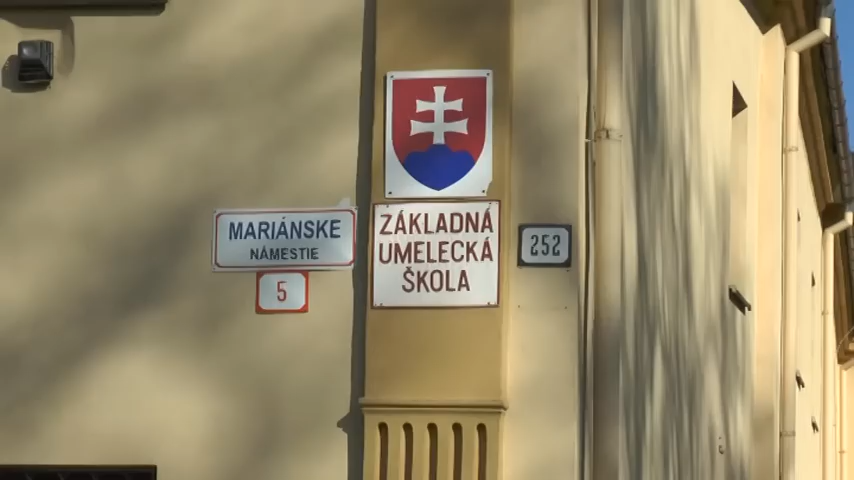 MARIÁNSKE
NÁMESTIE
5
ZÁKLADNÁ
UMELECKÁ
ŠKOLA
252